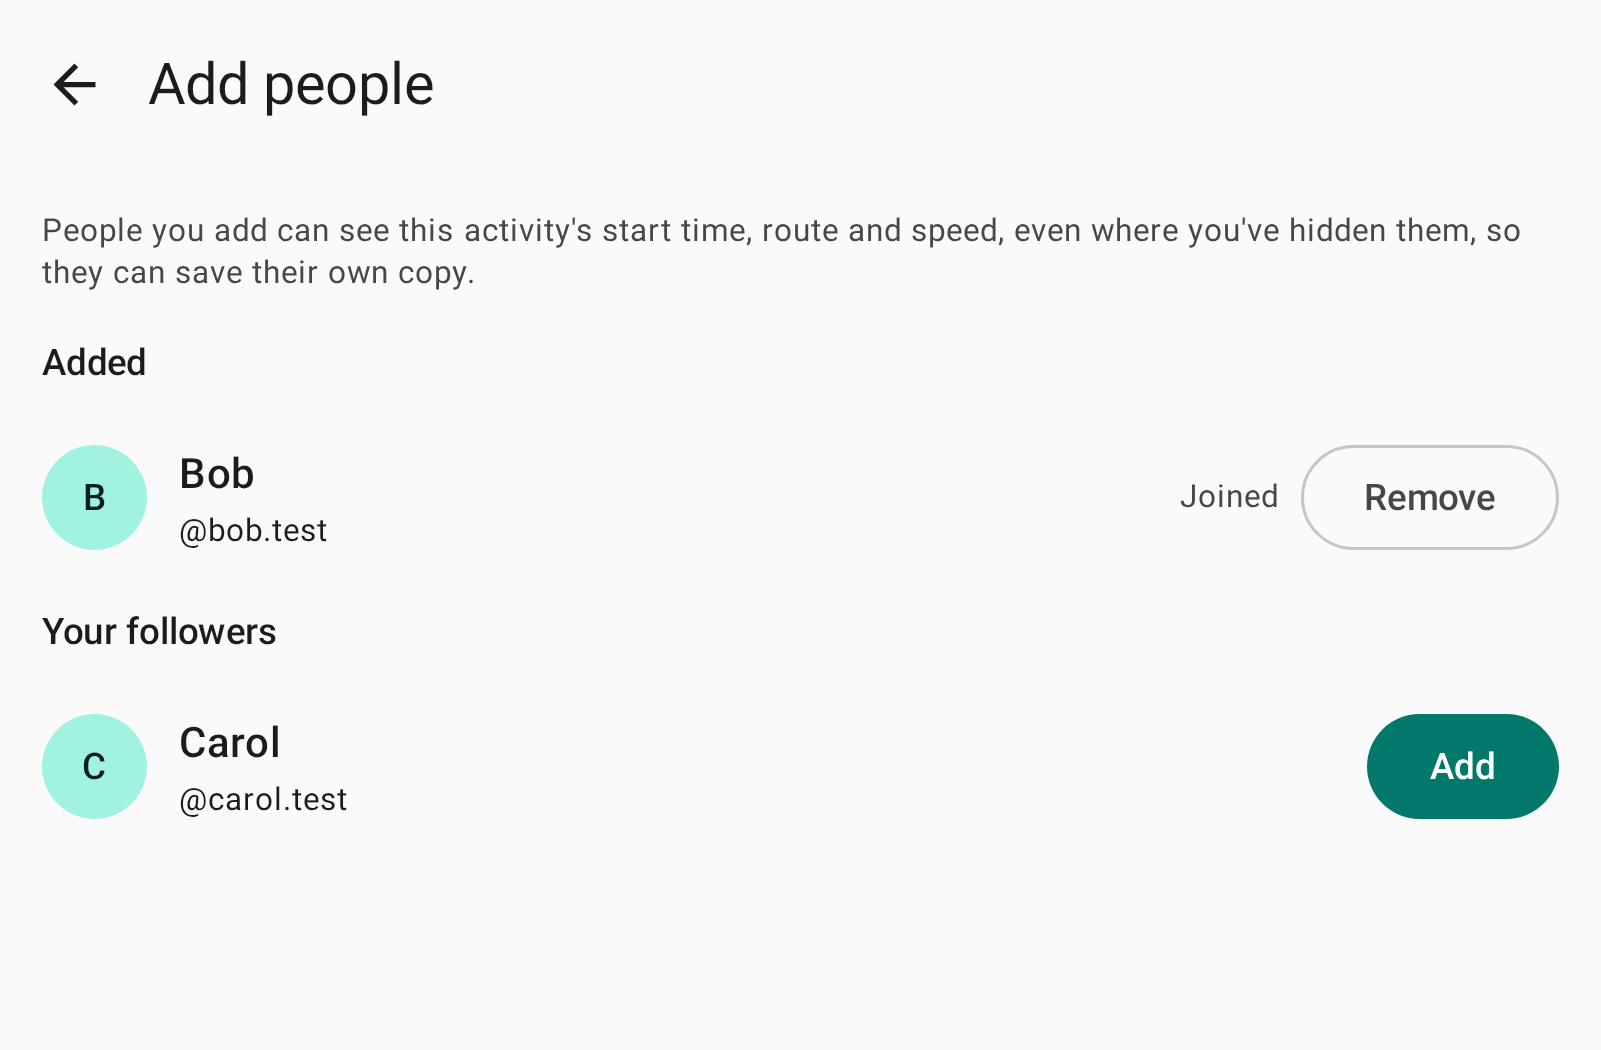 Add people
People you add can see this activity's start time, route and speed, even where you've hidden them, so
they can save their own copy.
Added
B
Bob
@bob.test
Joined
Remove
Your followers
C
Carol
@carol.test
Add